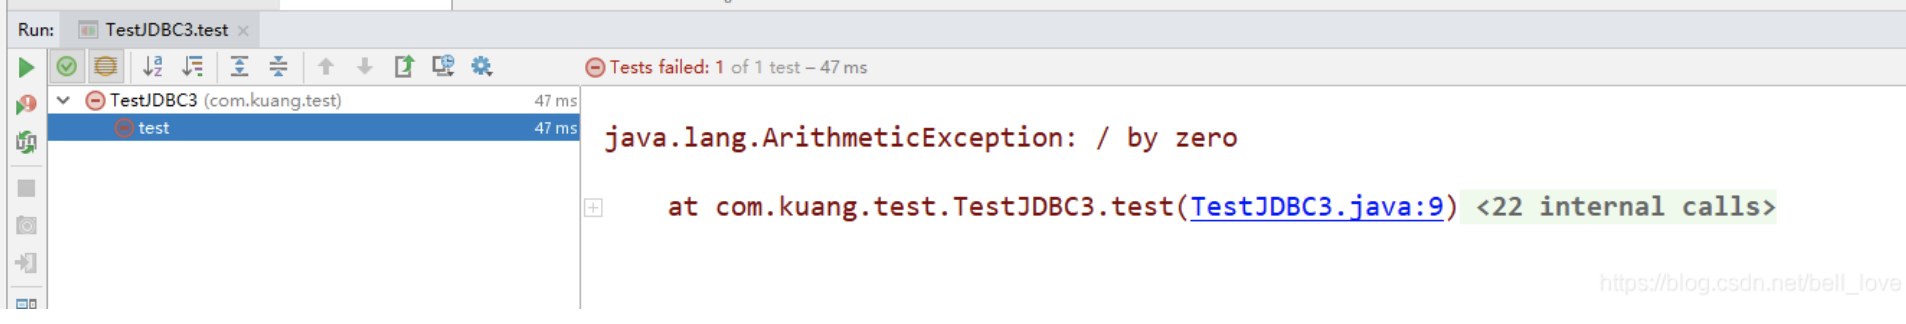 Run: TestJDBC3.test
Tests failed: 1 of 1 test – 47 ms
TestJDBC3 (com.kuang.test) 47 ms
test 47 ms
java.lang.ArithmeticException: / by zero
at com.kuang.test.TestJDBC3.test(TestJDBC3.java:9) <22 internal calls>
https://blog.csdn.net/bell_love